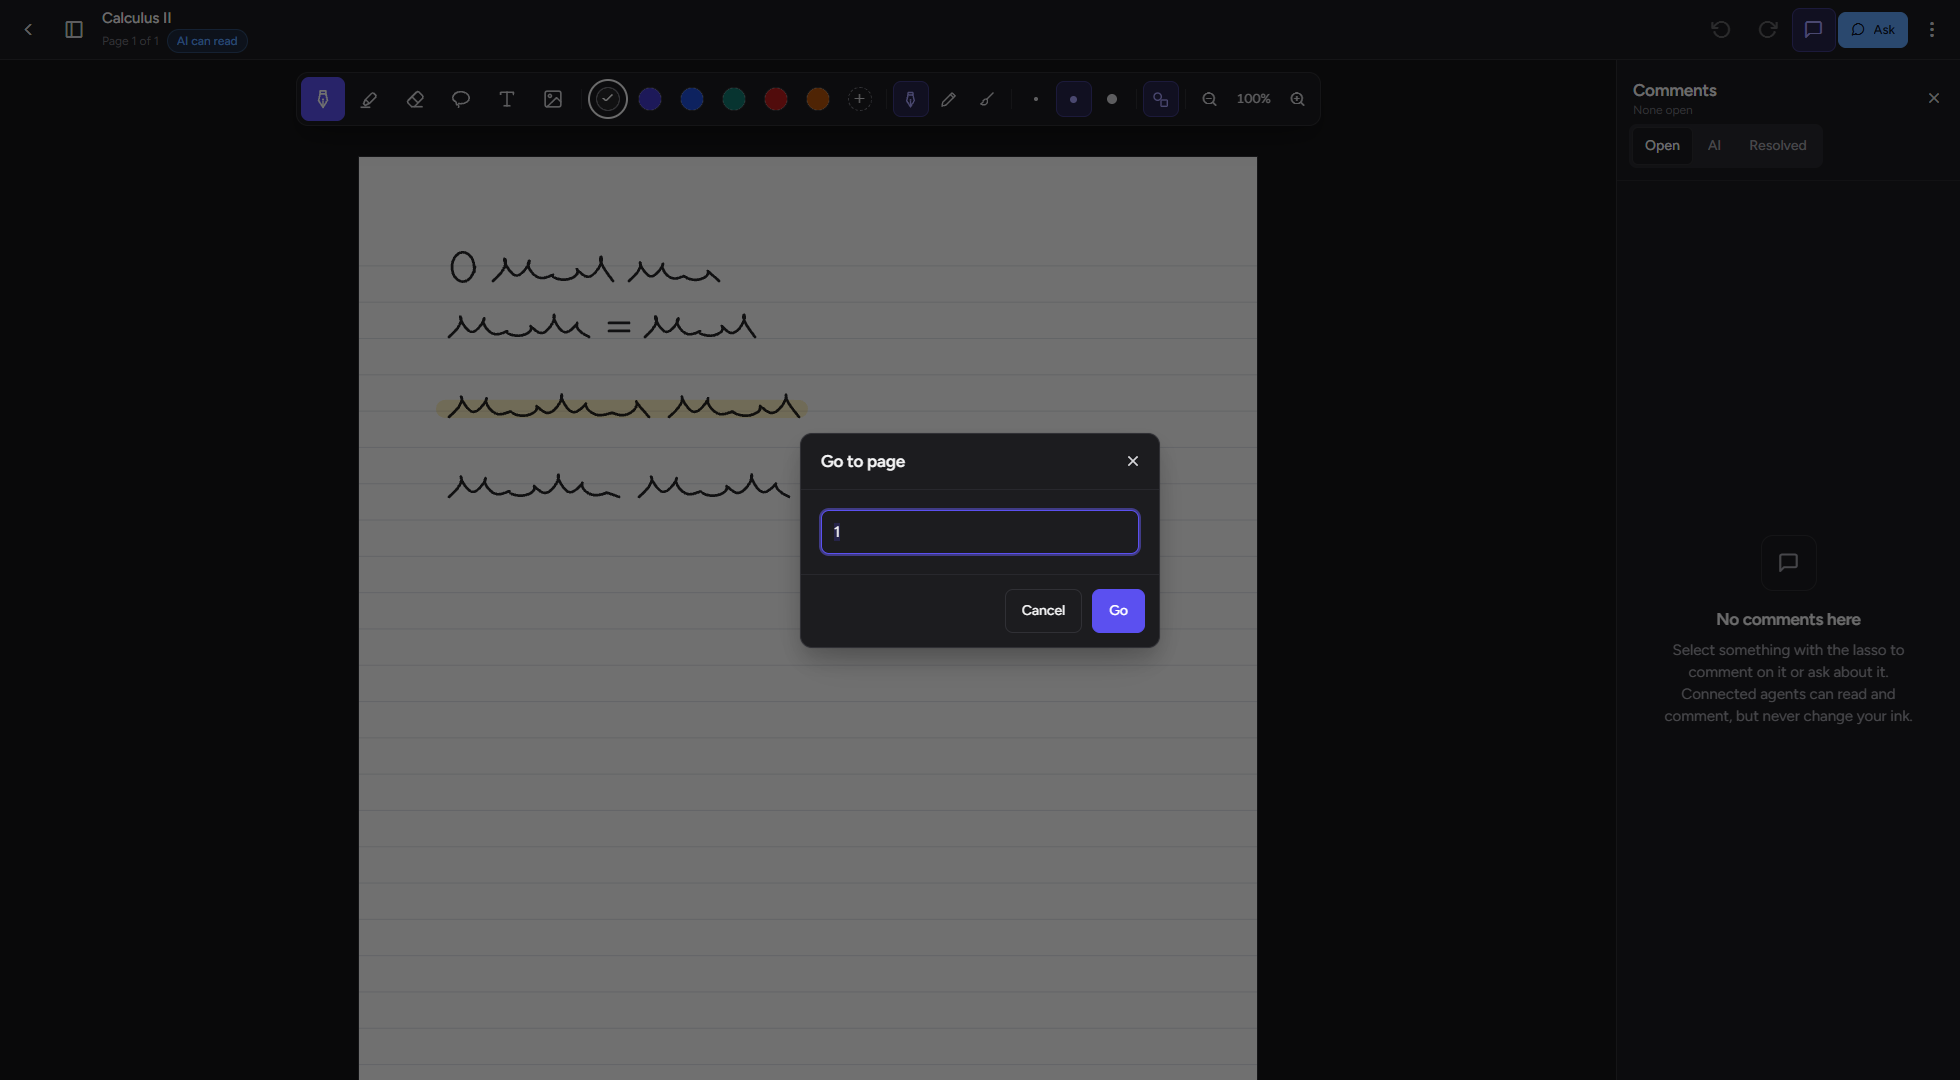 Calculus II
Page 1 of 1 AI can read
Ask
100%
Comments
None open
Open AI Resolved
0
=
Go to page
1
Cancel Go
No comments here
Select something with the lasso to
comment on it or ask about it.
Connected agents can read and
comment, but never change your ink.